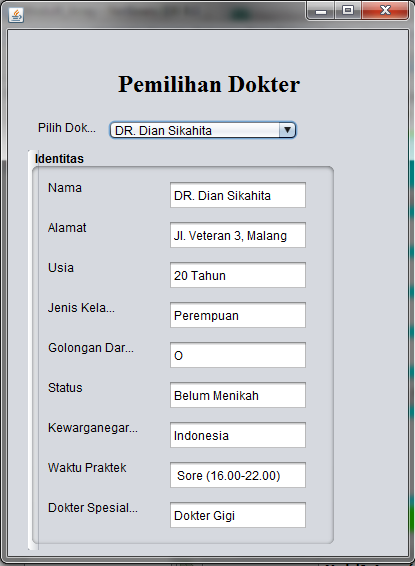 Pemilihan Dokter
Pilih Dok... DR. Dian Sikahita
Identitas
Nama DR. Dian Sikahita
Alamat Jl. Veteran 3, Malang
Usia 20 Tahun
Jenis Kela... Perempuan
Golongan Dar... O
Status Belum Menikah
Kewarganegar... Indonesia
Waktu Praktek Sore (16.00-22.00)
Dokter Spesial... Dokter Gigi